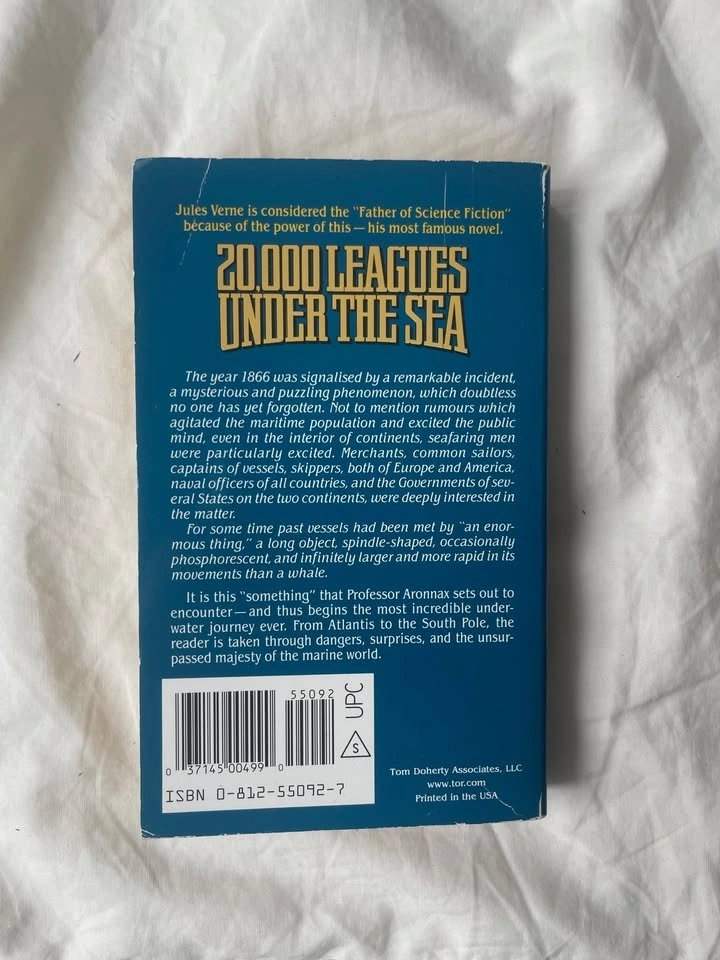 Jules Verne is considered the "Father of Science Fiction"
because of the power of this — his most famous novel.
20,000 LEAGUES
UNDER THE SEA
The year 1866 was signalised by a remarkable incident,
a mysterious and puzzling phenomenon, which doubtless
no one has yet forgotten. Not to mention rumours which
agitated the maritime population and excited the public
mind, even in the interior of continents, seafaring men
were particularly excited. Merchants, common sailors,
captains of vessels, skippers, both of Europe and America,
naval officers of all countries, and the Governments of sev-
eral States on the two continents, were deeply interested in
the matter.
For some time past vessels had been met by "an enor-
mous thing," a long object, spindle-shaped, occasionally
phosphorescent, and infinitely larger and more rapid in its
movements than a whale.
It is this "something" that Professor Aronnax sets out to
encounter — and thus begins the most incredible under-
water journey ever. From Atlantis to the South Pole, the
reader is taken through dangers, surprises, and the unsur-
passed majesty of the marine world.
55092
UPC
S
0 37145 00499 0
ISBN 0-812-55092-7
Tom Doherty Associates, LLC
www.tor.com
Printed in the USA